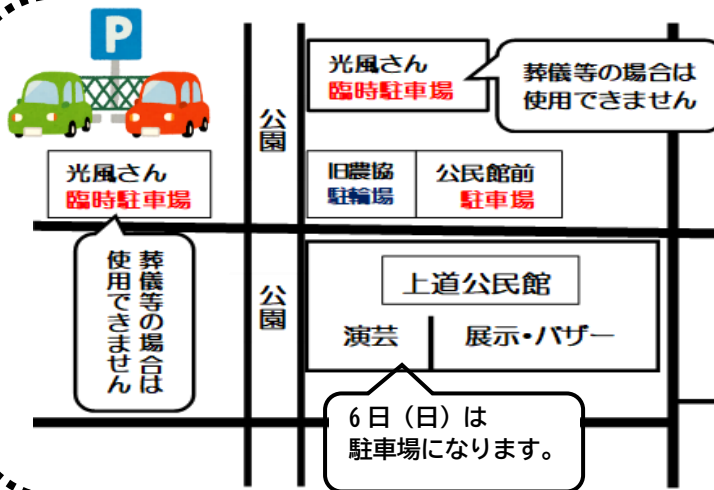 P
光風さん
臨時駐車場
葬儀等の場合は
使用できません
公園
光風さん
臨時駐車場
旧農協
駐輪場
公民館前
駐車場
葬儀等の場合は
使用できません
公園
上道公民館
演芸
展示・バザー
6日（日）は
駐車場になります。